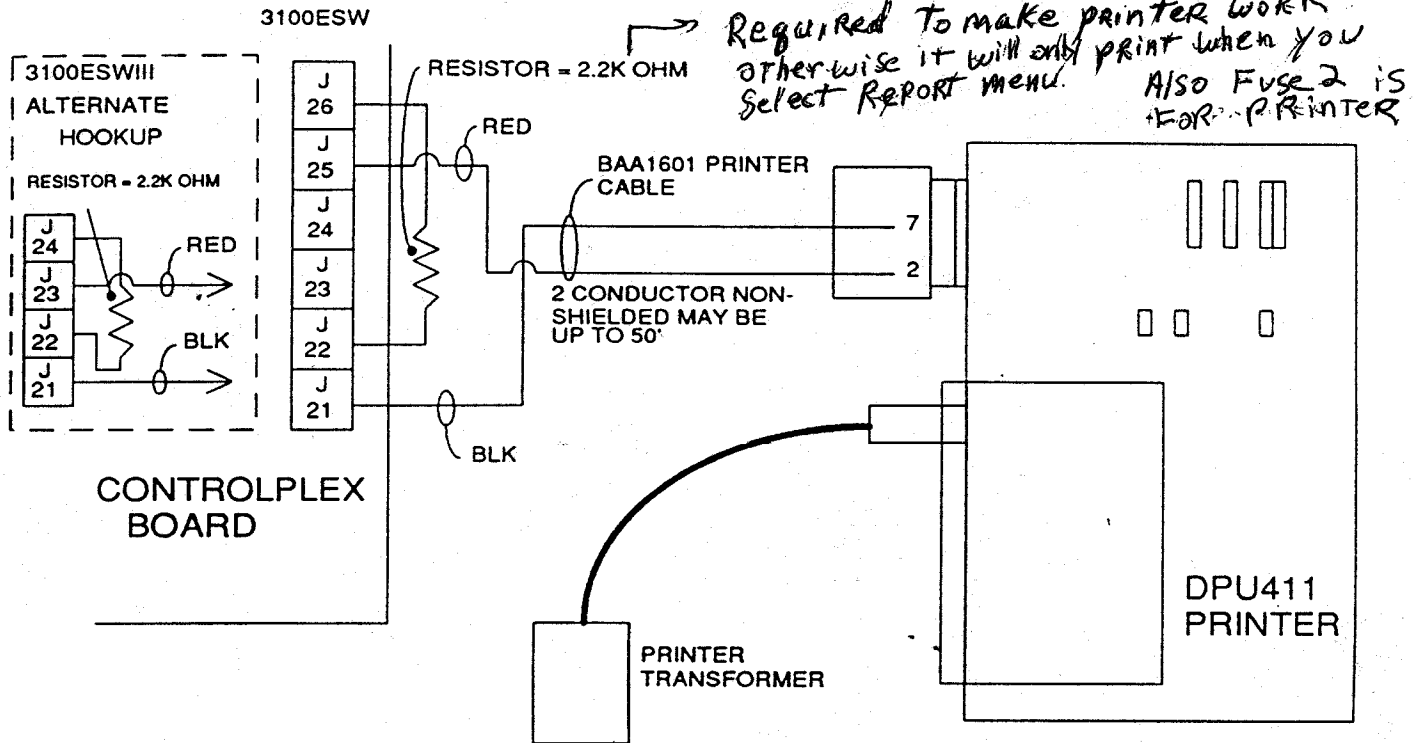 3100ESW
Required To make PRINTER WORK
otherwise it will only print when you
Select REPORT menu.
Also Fuse 2 is
FOR PRINTER
3100ESWIII
ALTERNATE
HOOKUP
RESISTOR = 2.2K OHM
J
24
J
23
J
22
J
21
RED
BLK
J
26
J
25
J
24
J
23
J
22
J
21
RESISTOR = 2.2K OHM
RED
BLK
BAA1601 PRINTER
CABLE
2 CONDUCTOR NON-
SHIELDED MAY BE
UP TO 50'
7
2
CONTROLPLEX
BOARD
PRINTER
TRANSFORMER
DPU411
PRINTER